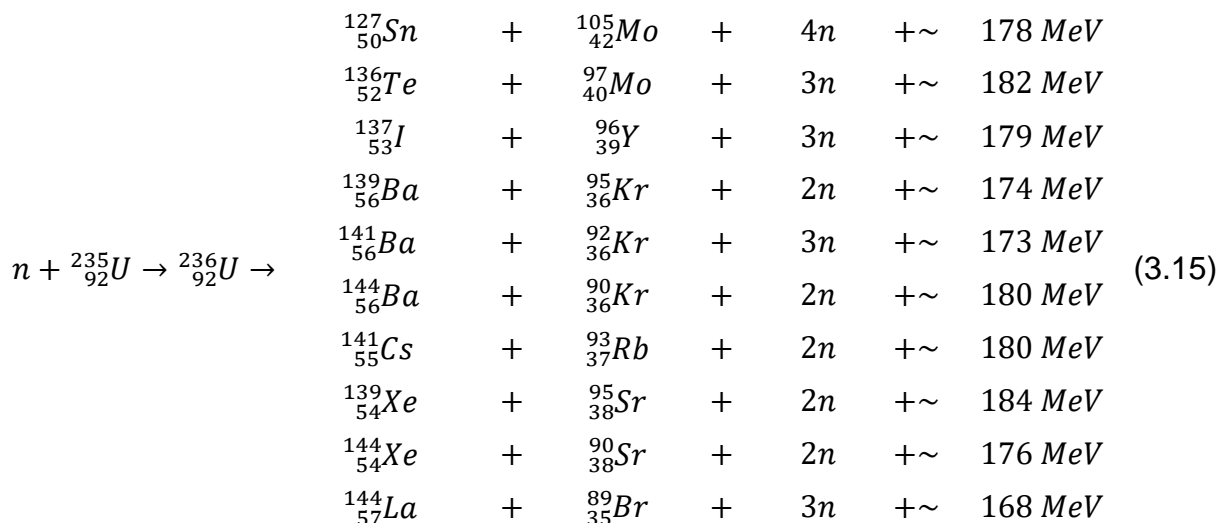 ¹²⁷₅₀Sn + ¹⁰⁵₄₂Mo + 4n +~ 178 MeV
¹³⁶₅₂Te + ⁹⁷₄₀Mo + 3n +~ 182 MeV
¹³⁷₅₃I + ⁹⁶₃₉Y + 3n +~ 179 MeV
¹³⁹₅₆Ba + ⁹⁵₃₆Kr + 2n +~ 174 MeV
n + ²³⁵₉₂U → ²³⁶₉₂U → ¹⁴¹₅₆Ba + ⁹²₃₆Kr + 3n +~ 173 MeV (3.15)
¹⁴⁴₅₆Ba + ⁹⁰₃₆Kr + 2n +~ 180 MeV
¹⁴¹₅₅Cs + ⁹³₃₇Rb + 2n +~ 180 MeV
¹³⁹₅₄Xe + ⁹⁵₃₈Sr + 2n +~ 184 MeV
¹⁴⁴₅₄Xe + ⁹⁰₃₈Sr + 2n +~ 176 MeV
¹⁴⁴₅₇La + ⁸⁹₃₅Br + 3n +~ 168 MeV